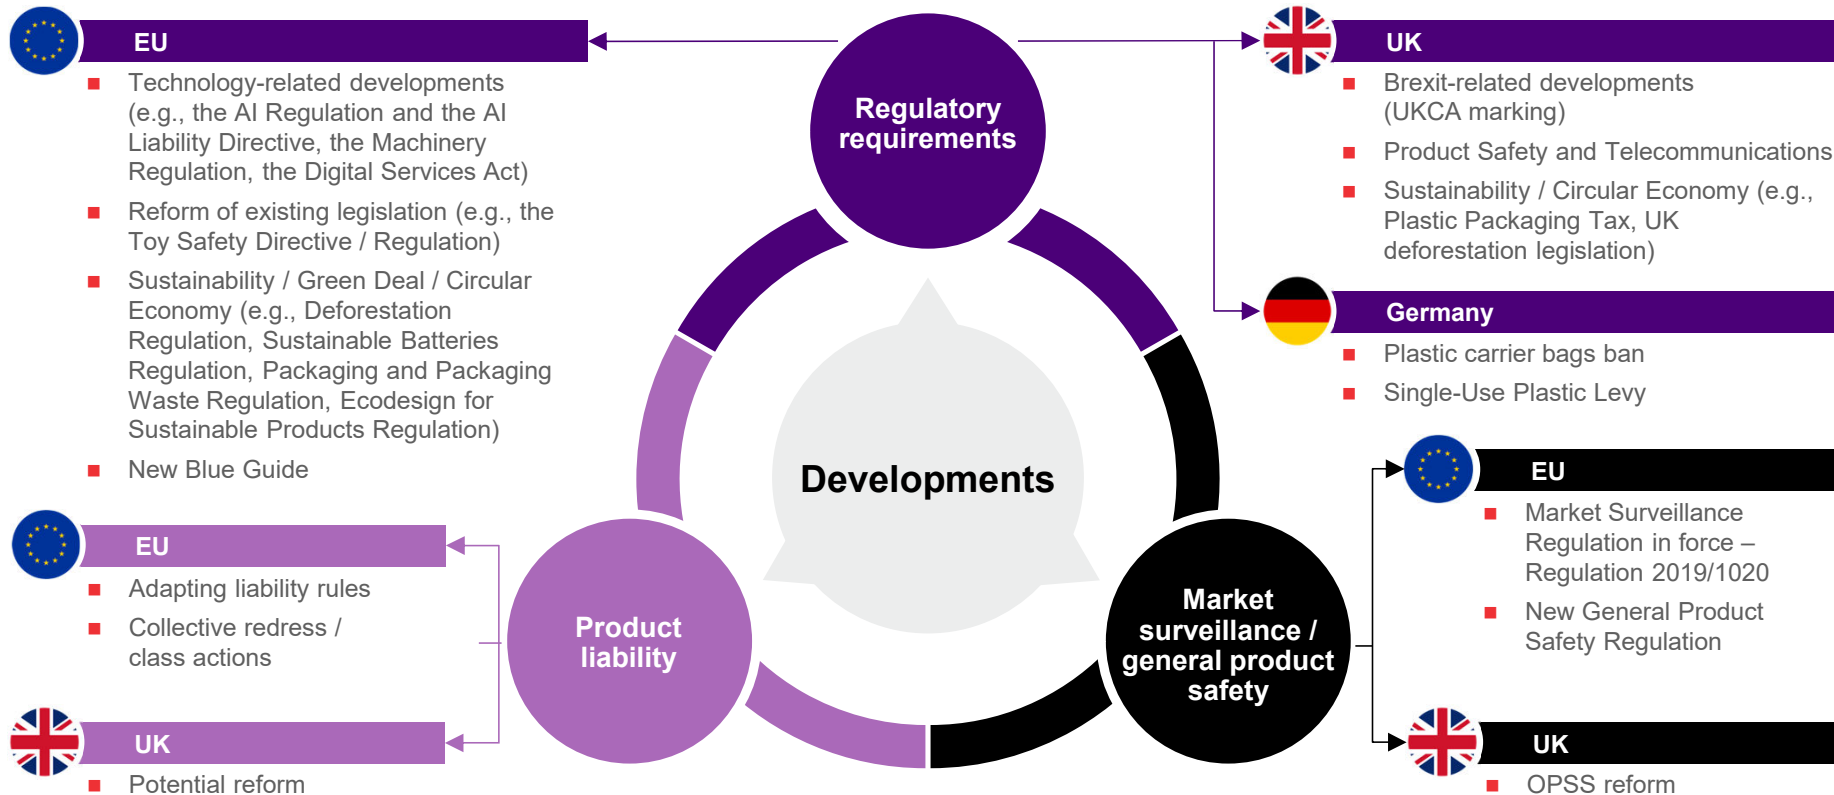 EU
Technology-related developments
(e.g., the AI Regulation and the AI
Liability Directive, the Machinery
Regulation, the Digital Services Act)
Reform of existing legislation (e.g., the
Toy Safety Directive / Regulation)
Sustainability / Green Deal / Circular
Economy (e.g., Deforestation
Regulation, Sustainable Batteries
Regulation, Packaging and Packaging
Waste Regulation, Ecodesign for
Sustainable Products Regulation)
New Blue Guide
Regulatory
requirements
UK
Brexit-related developments
(UKCA marking)
Product Safety and Telecommunications
Sustainability / Circular Economy (e.g.,
Plastic Packaging Tax, UK
deforestation legislation)
Germany
Plastic carrier bags ban
Single-Use Plastic Levy
Developments
EU
Adapting liability rules
Collective redress /
class actions
UK
Potential reform
Product
liability
Market
surveillance /
general product
safety
EU
Market Surveillance
Regulation in force –
Regulation 2019/1020
New General Product
Safety Regulation
UK
OPSS reform